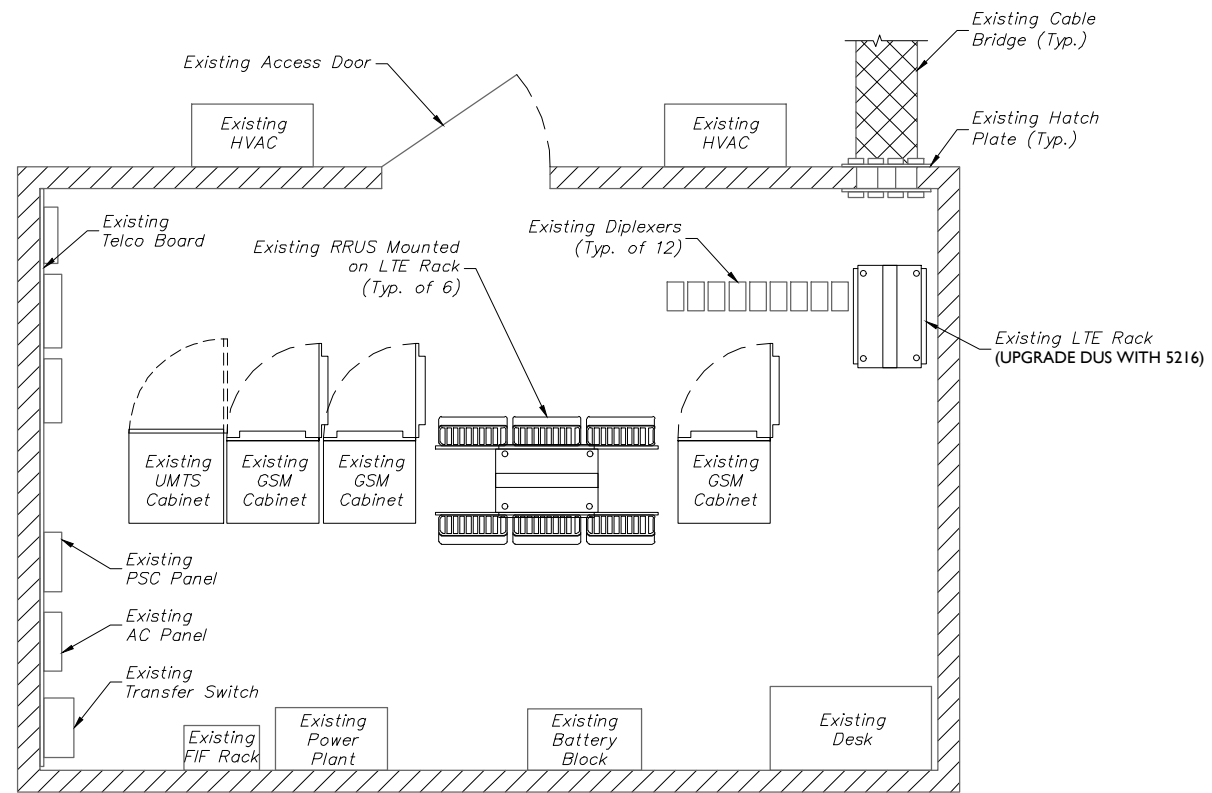 Existing Cable
Bridge (Typ.)
Existing Access Door
Existing
HVAC
Existing
HVAC
Existing Hatch
Plate (Typ.)
Existing
Telco Board
Existing RRUS Mounted
on LTE Rack
(Typ. of 6)
Existing Diplexers
(Typ. of 12)
Existing LTE Rack
(UPGRADE DUS WITH 5216)
Existing
UMTS
Cabinet
Existing
GSM
Cabinet
Existing
GSM
Cabinet
Existing
GSM
Cabinet
Existing
PSC Panel
Existing
AC Panel
Existing
Transfer Switch
Existing
FIF Rack
Existing
Power
Plant
Existing
Battery
Block
Existing
Desk